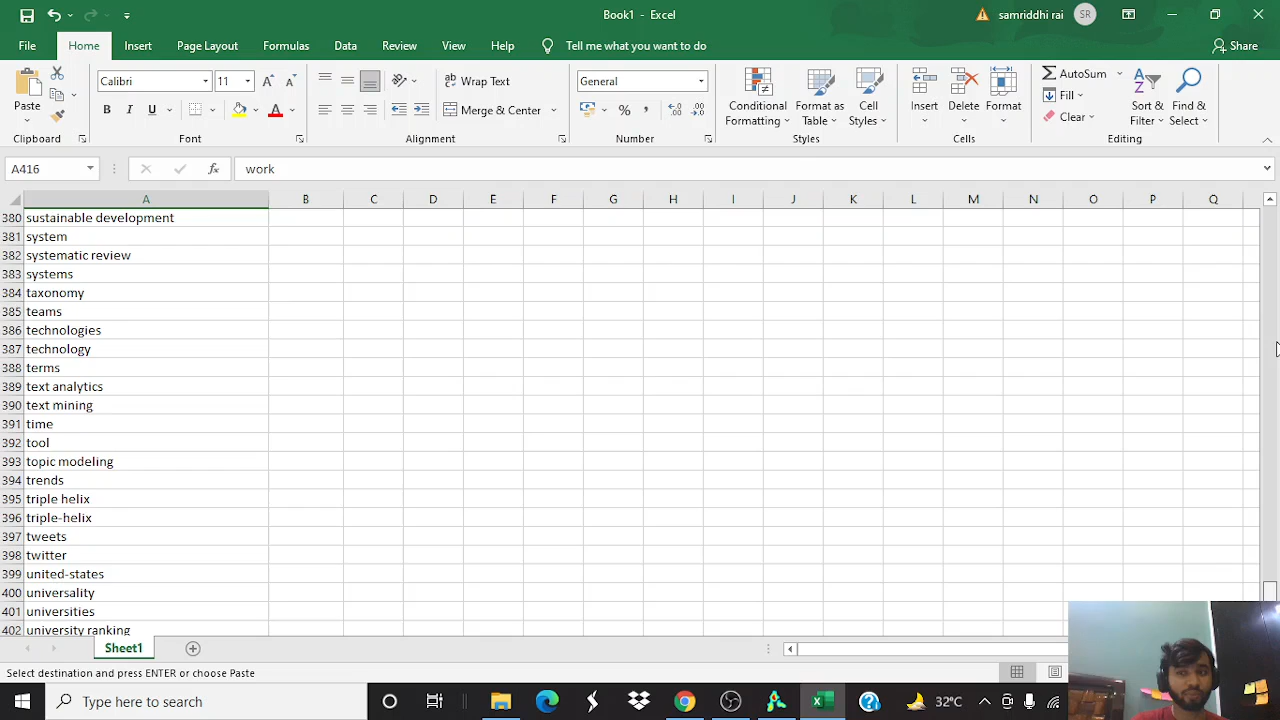 Book1 - Excel
samriddhi rai
SR
File
Home
Insert
Page Layout
Formulas
Data
Review
View
Help
Tell me what you want to do
Share
Paste
Clipboard
Calibri
11
B I U
Font
Wrap Text
Merge & Center
Alignment
General
Number
Conditional Formatting
Format as Table
Cell Styles
Styles
Insert
Delete
Format
Cells
AutoSum
Fill
Clear
Sort & Filter
Find & Select
Editing
A416
fx
work
A B C D E F G H I J K L M N O P Q
380 sustainable development
381 system
382 systematic review
383 systems
384 taxonomy
385 teams
386 technologies
387 technology
388 terms
389 text analytics
390 text mining
391 time
392 tool
393 topic modeling
394 trends
395 triple helix
396 triple-helix
397 tweets
398 twitter
399 united-states
400 universality
401 universities
402 university ranking
Sheet1
Select destination and press ENTER or choose Paste
Type here to search
32°C